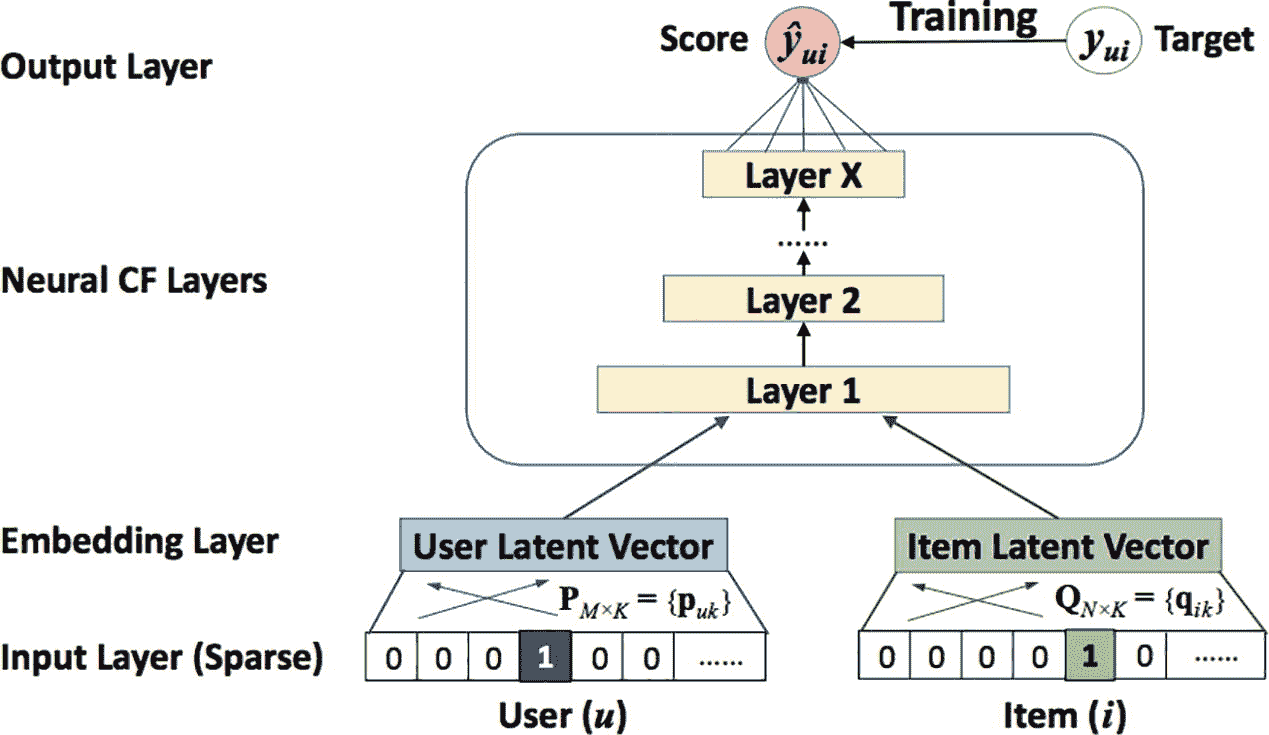 Training
Score ŷui yui Target
Output Layer
Layer X
......
Neural CF Layers
Layer 2
Layer 1
Embedding Layer
User Latent Vector
Item Latent Vector
P M×K = {puk}
Q N×K = {qik}
Input Layer (Sparse)
0 0 0 1 0 0 ......
0 0 0 0 1 0 ......
User (u)
Item (i)